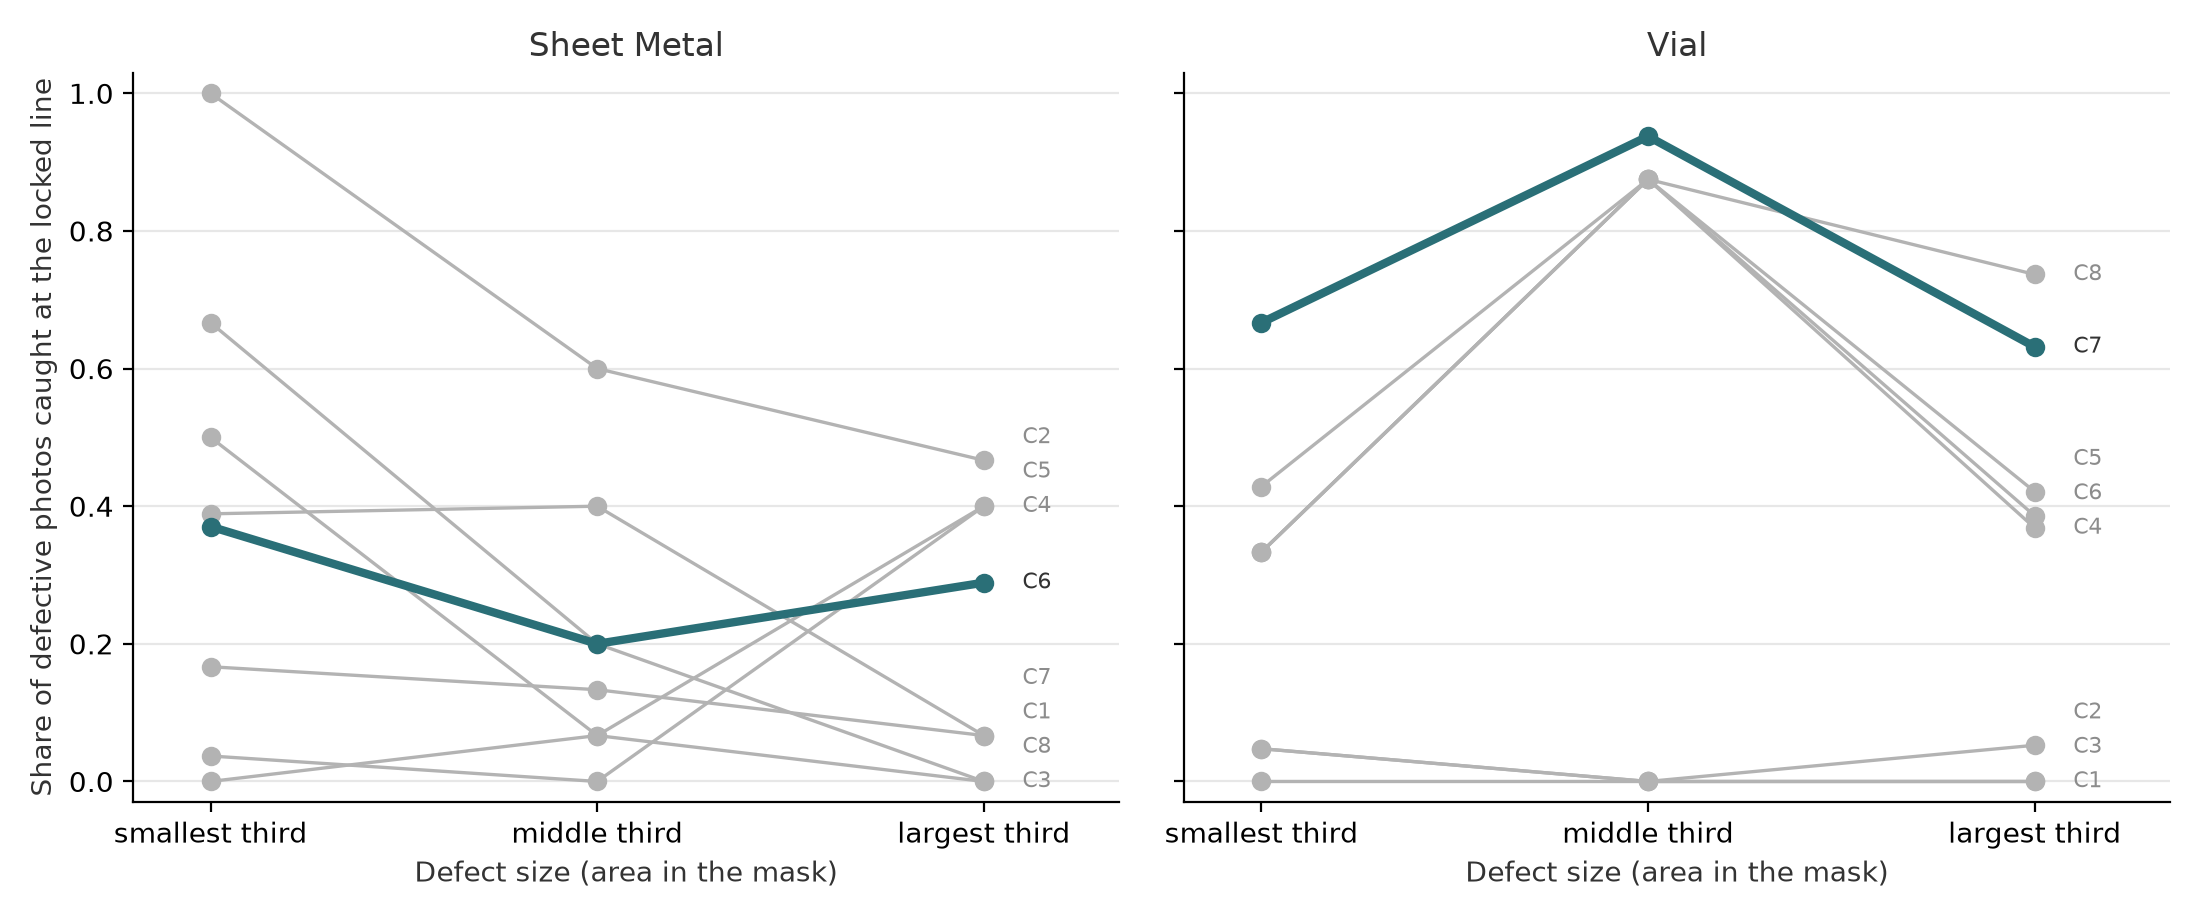 Sheet Metal
Share of defective photos caught at the locked line
1.0
0.8
0.6
0.4
0.2
0.0
C2
C5
C4
C6
C7
C1
C8
C3
smallest third
middle third
largest third
Defect size (area in the mask)
Vial
C8
C7
C5
C6
C4
C2
C3
C1
smallest third
middle third
largest third
Defect size (area in the mask)